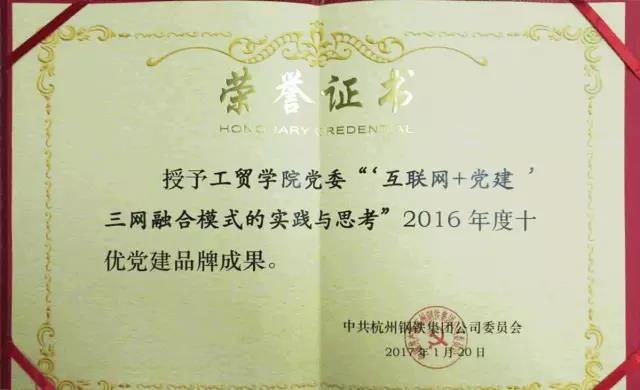 荣誉证书
HONORARY CREDENTIAL
授予工贸学院党委“‘互联网+党建’
三网融合模式的实践与思考”2016年度十
优党建品牌成果。
中共杭州钢铁集团公司委员会
2017年1月20日